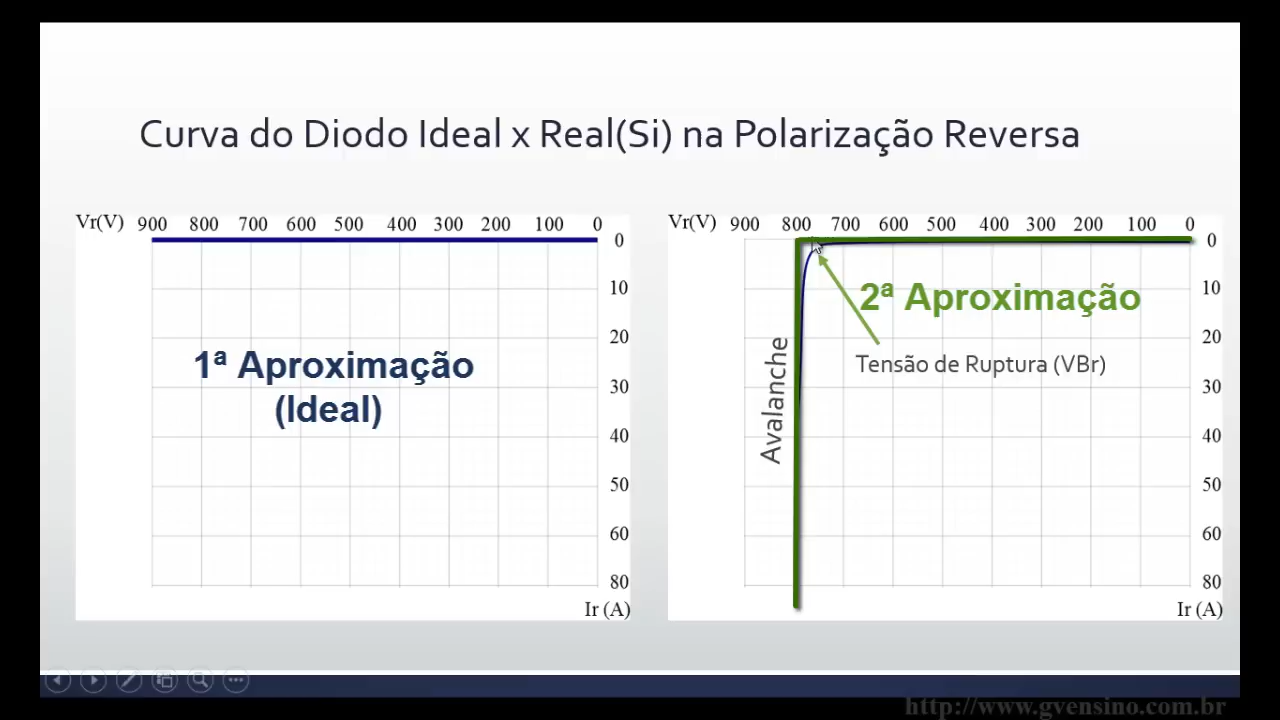 Curva do Diodo Ideal x Real(Si) na Polarização Reversa
Vr(V) 900 800 700 600 500 400 300 200 100 0
0
10
20
30
40
50
60
80
Ir (A)
1ª Aproximação
(Ideal)
Vr(V) 900 800 700 600 500 400 300 200 100 0
0
10
20
30
40
50
60
80
Ir (A)
2ª Aproximação
Tensão de Ruptura (VBr)
Avalanche
http://www.gvensino.com.br